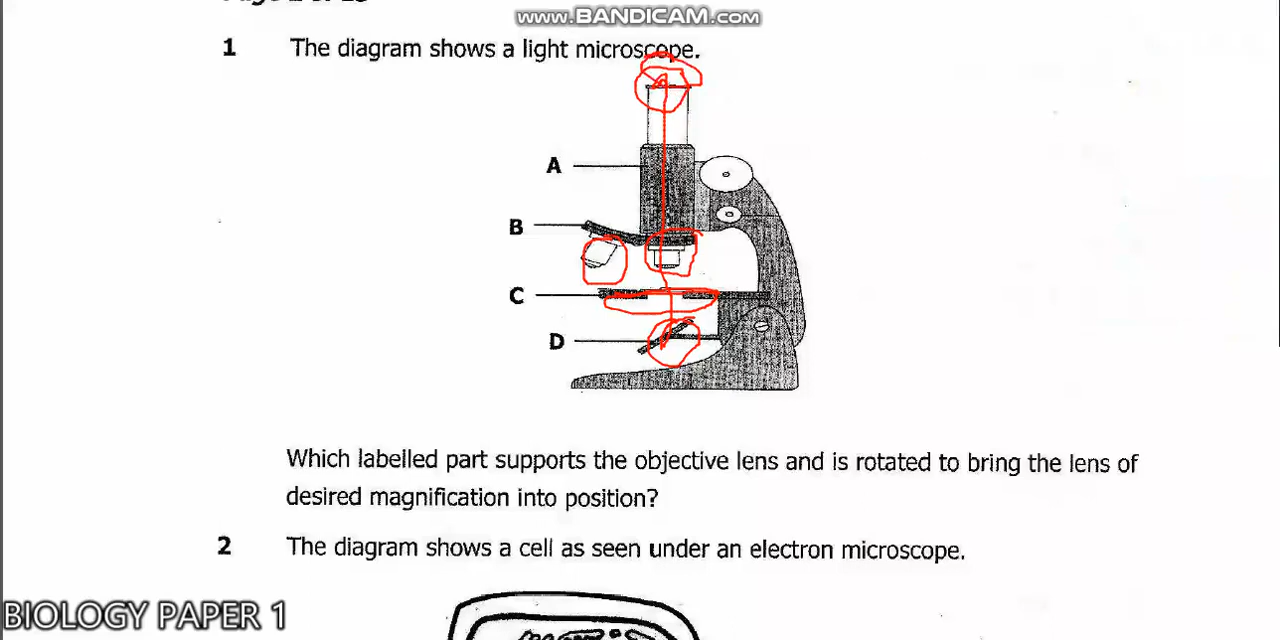 www.BANDICAM.com
1 The diagram shows a light microscope.
A
B
C
D
Which labelled part supports the objective lens and is rotated to bring the lens of
desired magnification into position?
2 The diagram shows a cell as seen under an electron microscope.
BIOLOGY PAPER 1